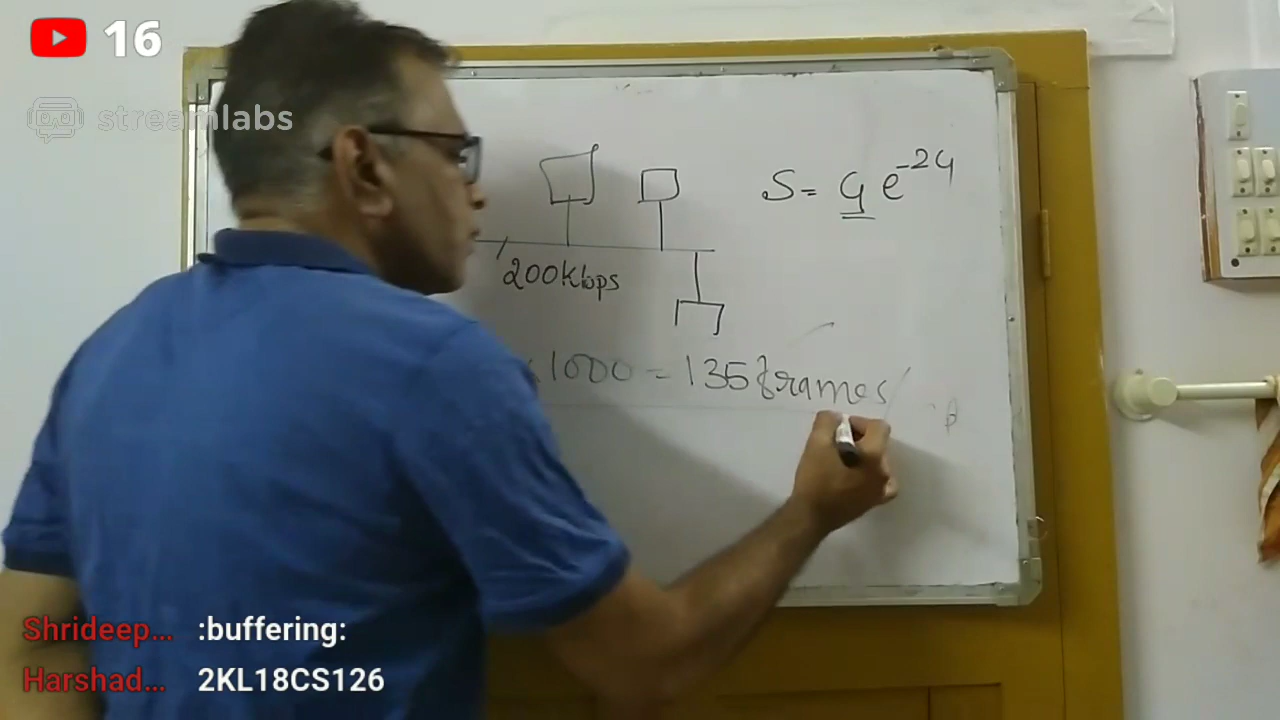 16
streamlabs
S = G e^-2G
200Kbps
x 1000 = 135 frames
Shrideep... :buffering:
Harshad... 2KL18CS126